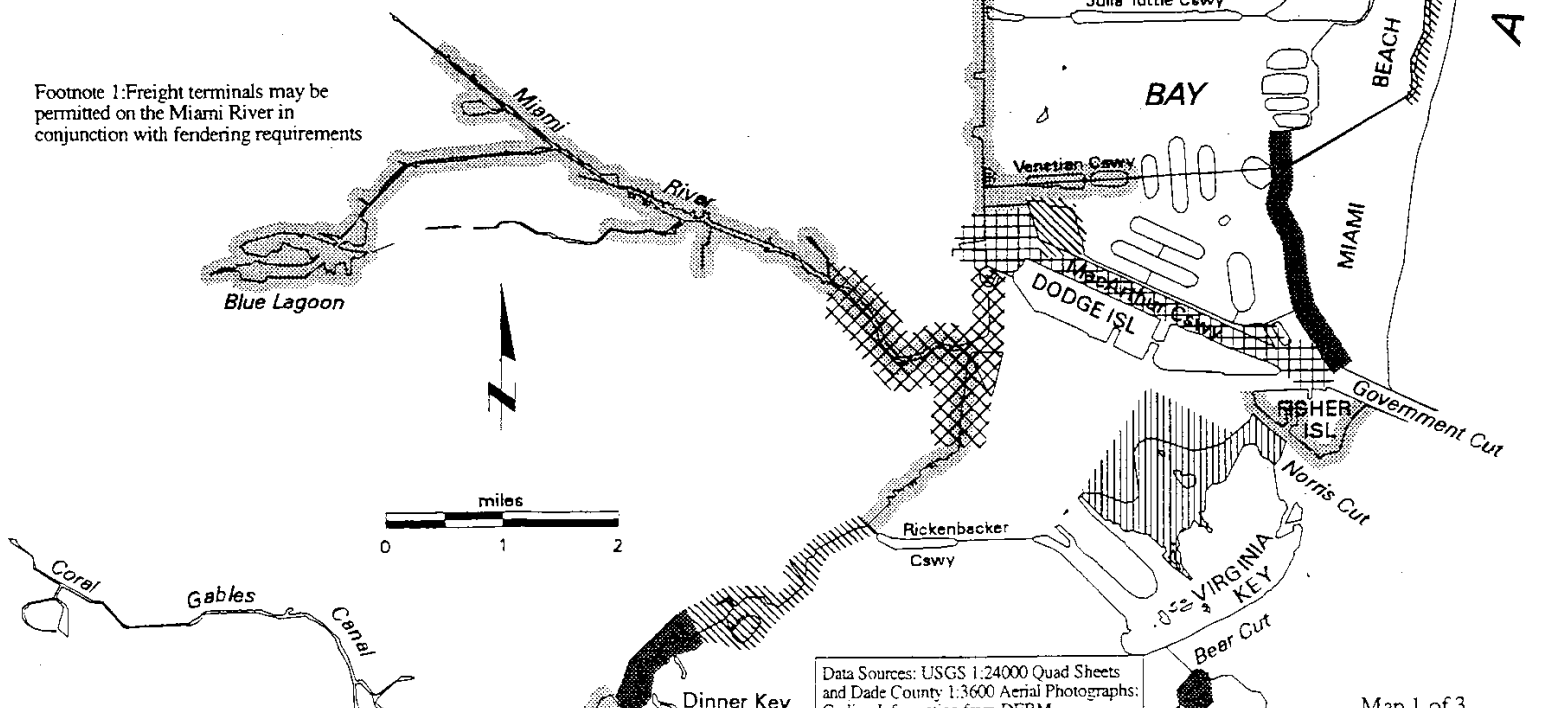 Julia Tuttle Cswy
A
BEACH
BAY
Footnote 1:Freight terminals may be
permitted on the Miami River in
conjunction with fendering requirements
Miami
River
Venetian Cswy
MIAMI
Blue Lagoon
MacArthur Cswy
DODGE ISL
Government Cut
FISHER
ISL
Norris Cut
miles
0 1 2
Rickenbacker
Cswy
VIRGINIA
KEY
Bear Cut
Coral
Gables
Canal
Dinner Key
Data Sources: USGS 1:24000 Quad Sheets
and Dade County 1:3600 Aerial Photographs:
Map 1 of 3